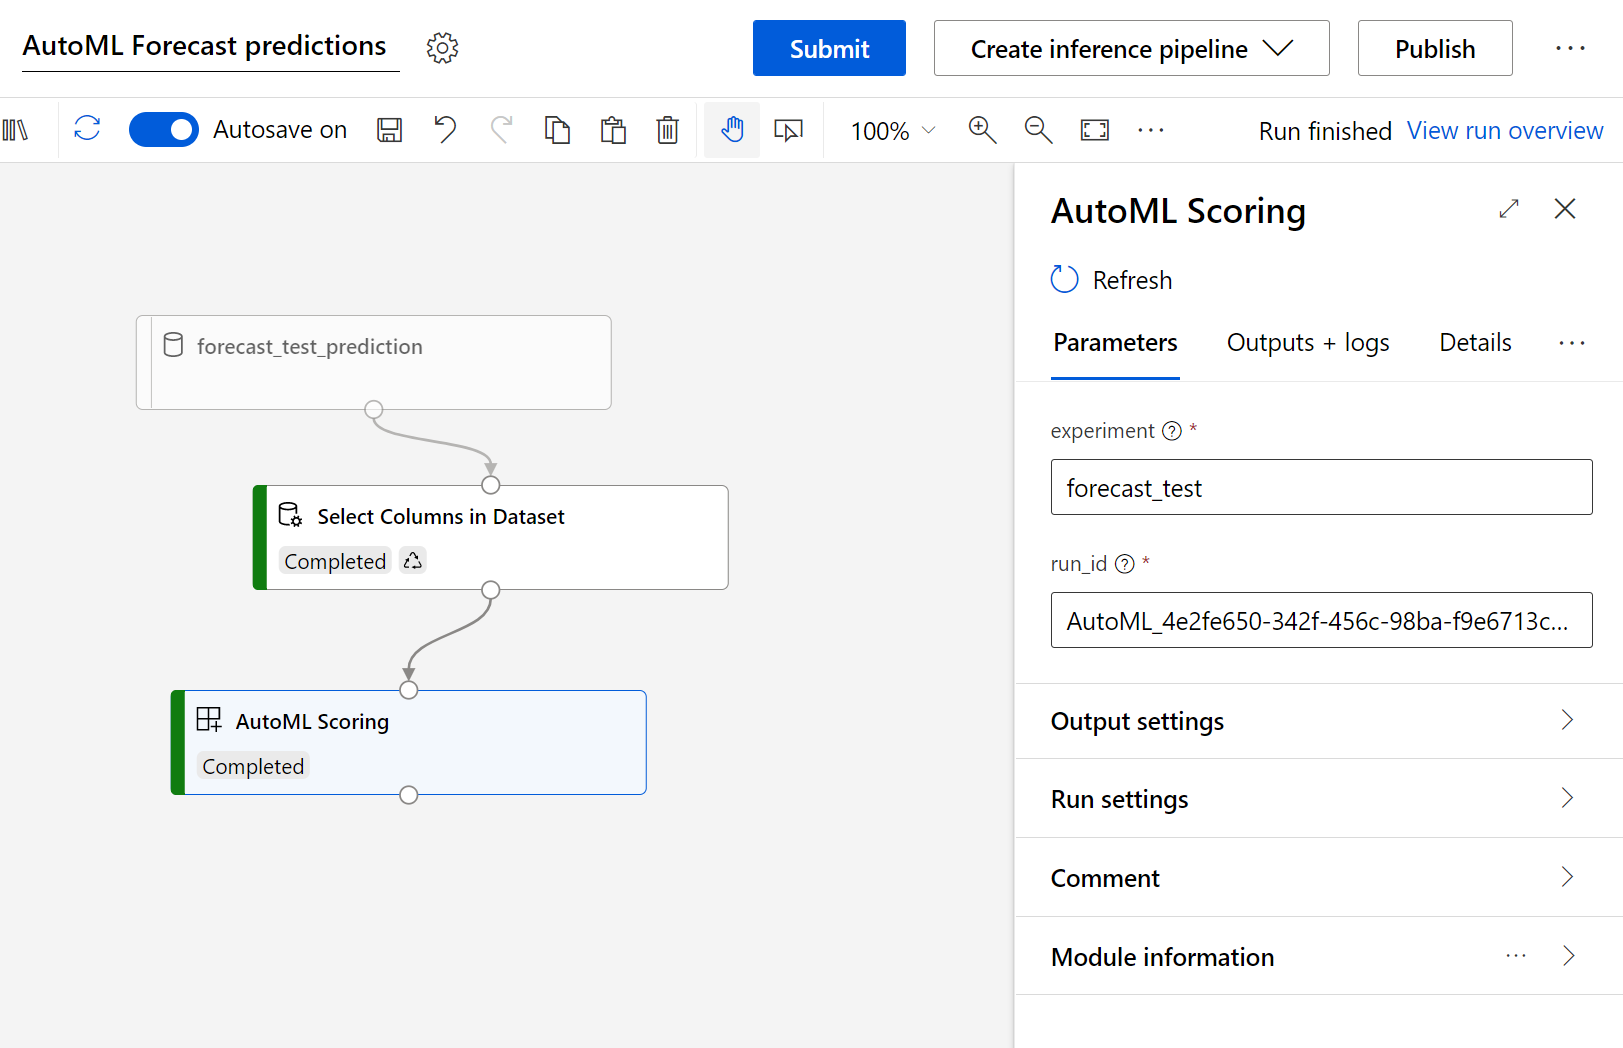 AutoML Forecast predictions
Submit
Create inference pipeline
Publish
Autosave on
100%
Run finished
View run overview
forecast_test_prediction
Select Columns in Dataset
Completed
AutoML Scoring
Completed
AutoML Scoring
Refresh
Parameters
Outputs + logs
Details
experiment ? *
forecast_test
run_id ? *
AutoML_4e2fe650-342f-456c-98ba-f9e6713c...
Output settings
Run settings
Comment
Module information